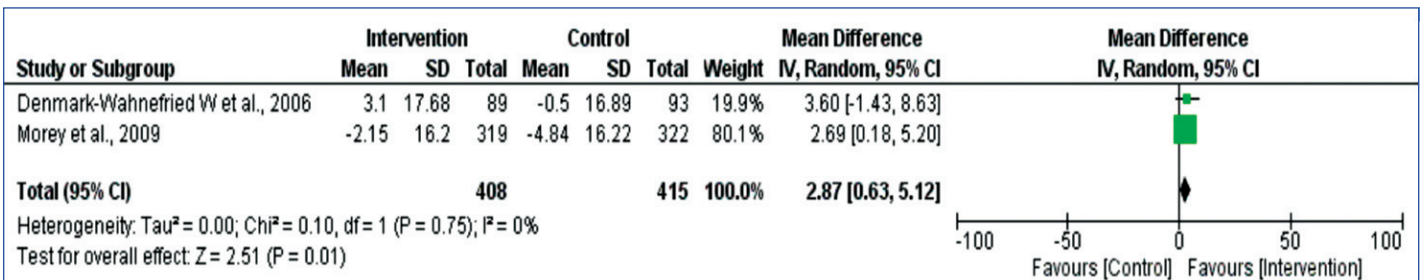 Intervention Control Mean Difference Mean Difference
Study or Subgroup Mean SD Total Mean SD Total Weight IV, Random, 95% CI IV, Random, 95% CI
Denmark-Wahnefried W et al., 2006 3.1 17.68 89 -0.5 16.89 93 19.9% 3.60 [-1.43, 8.63]
Morey et al., 2009 -2.15 16.2 319 -4.84 16.22 322 80.1% 2.69 [0.18, 5.20]
Total (95% CI) 408 415 100.0% 2.87 [0.63, 5.12]
Heterogeneity: Tau² = 0.00; Chi² = 0.10, df = 1 (P = 0.75); I² = 0%
Test for overall effect: Z = 2.51 (P = 0.01)
-100 -50 0 50 100
Favours [Control] Favours [Intervention]